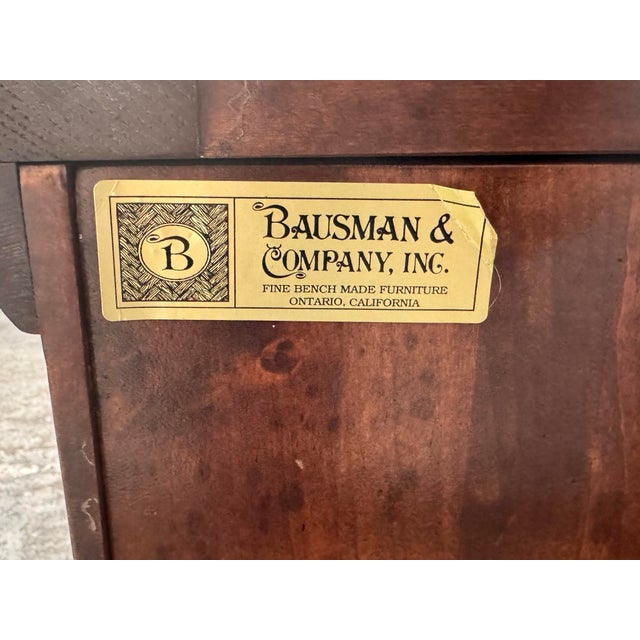 B
BAUSMAN &
COMPANY, INC.
FINE BENCH MADE FURNITURE
ONTARIO, CALIFORNIA